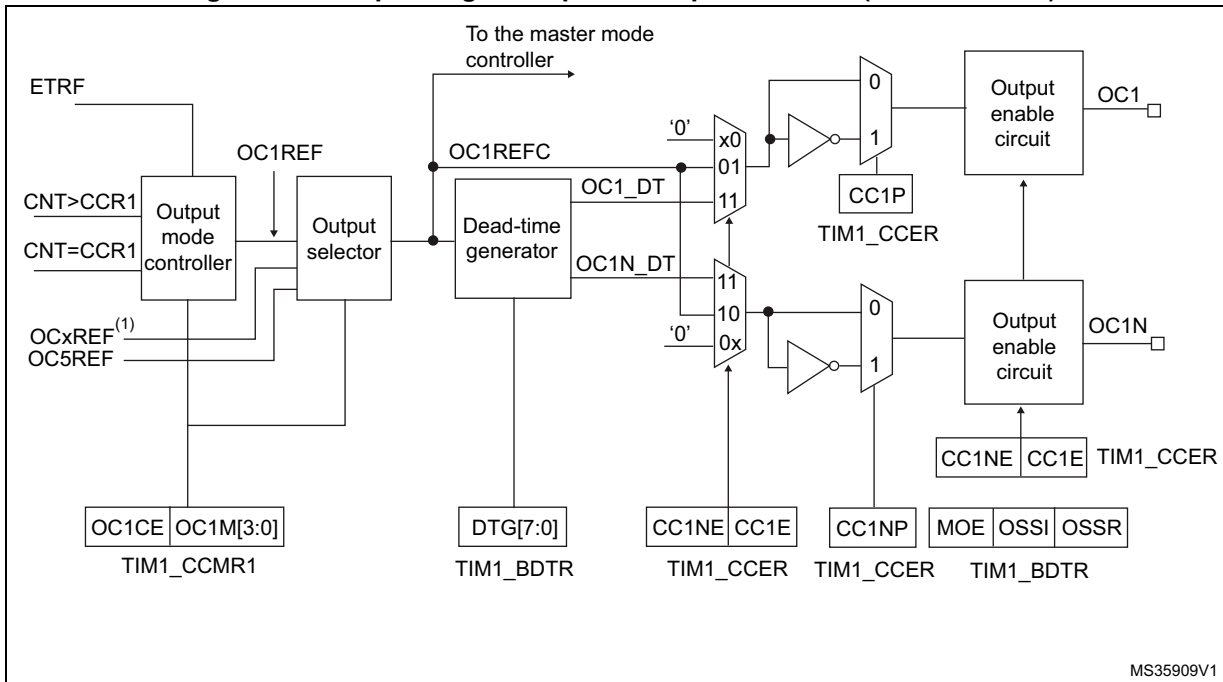 To the master mode
controller
ETRF
OC1REF
CNT>CCR1
CNT=CCR1
Output
mode
controller
Output
selector
OCxREF(1)
OC5REF
OC1REFC
Dead-time
generator
OC1_DT
OC1N_DT
‘0’
x0
01
11
11
10
0x
‘0’
0
1
CC1P
TIM1_CCER
0
1
Output
enable
circuit
OC1
Output
enable
circuit
OC1N
CC1NE CC1E TIM1_CCER
OC1CE OC1M[3:0]
TIM1_CCMR1
DTG[7:0]
TIM1_BDTR
CC1NE CC1E
TIM1_CCER
CC1NP
TIM1_CCER
MOE OSSI OSSR
TIM1_BDTR
MS35909V1